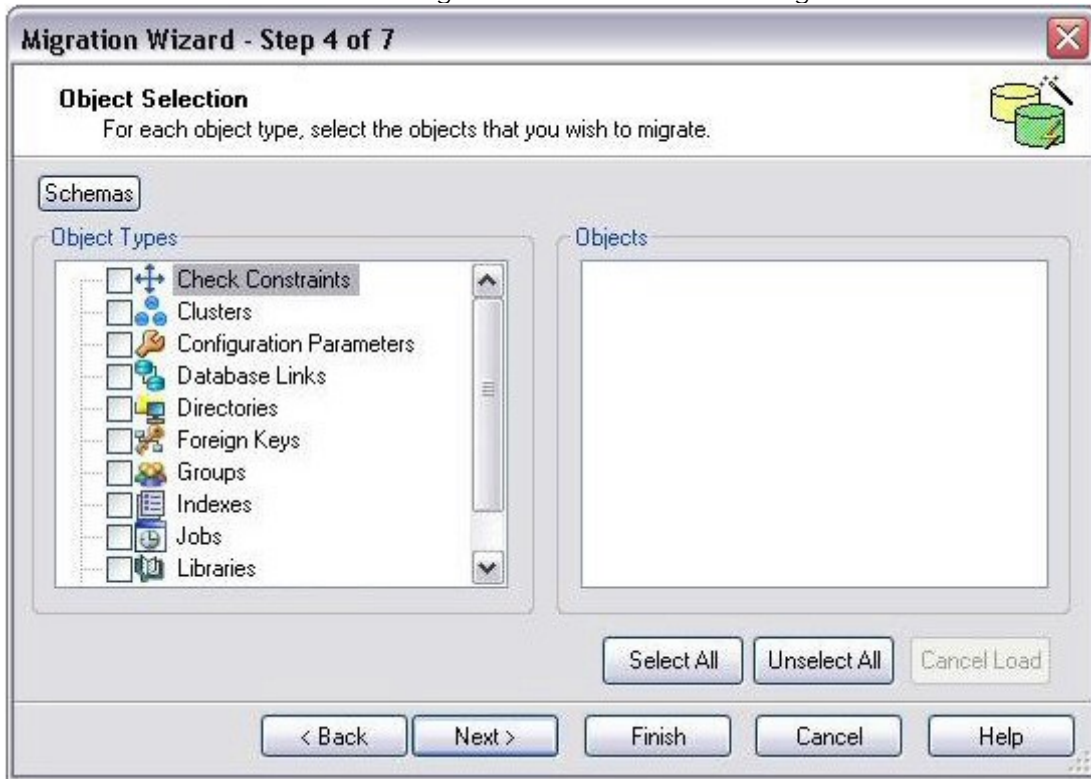 Migration Wizard - Step 4 of 7
Object Selection
For each object type, select the objects that you wish to migrate.
Schemas
Object Types
Objects
Check Constraints
Clusters
Configuration Parameters
Database Links
Directories
Foreign Keys
Groups
Indexes
Jobs
Libraries
Select All
Unselect All
Cancel Load
< Back
Next >
Finish
Cancel
Help